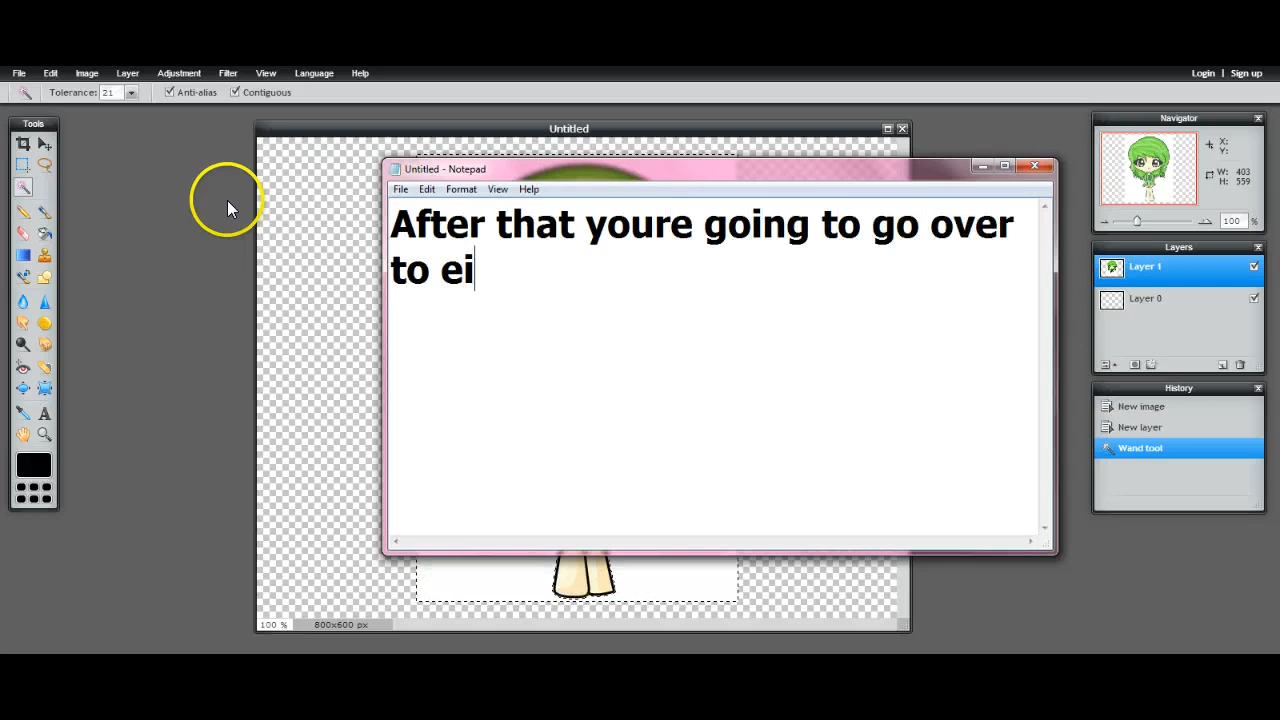 File Edit Image Layer Adjustment Filter View Language Help
Login | Sign up
Tolerance: 21 Anti-alias Contiguous
Tools
Untitled
Untitled - Notepad
File Edit Format View Help
After that youre going to go over
to ei
100 % 800x600 px
Navigator
X:
Y:
W: 403
H: 559
100 %
Layers
Layer 1
Layer 0
History
New image
New layer
Wand tool